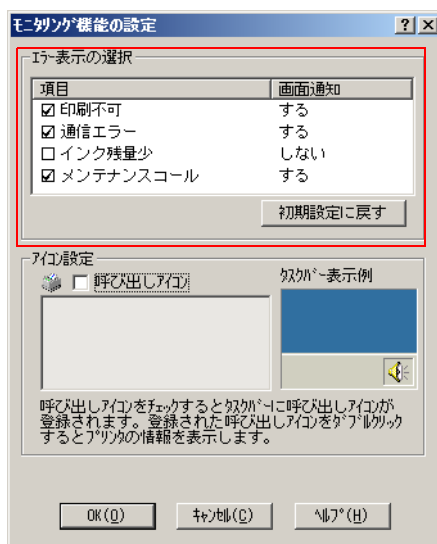 モニタリング機能の設定
エラー表示の選択
項目 画面通知
印刷不可 する
通信エラー する
インク残量少 しない
メンテナンスコール する
初期設定に戻す
アイコン設定
呼び出しアイコン
タスクバー表示例
呼び出しアイコンをチェックするとタスクバーに呼び出しアイコンが
登録されます。登録された呼び出しアイコンをダブルクリック
するとプリンタの情報を表示します。
OK(O) キャンセル(C) ヘルプ(H)